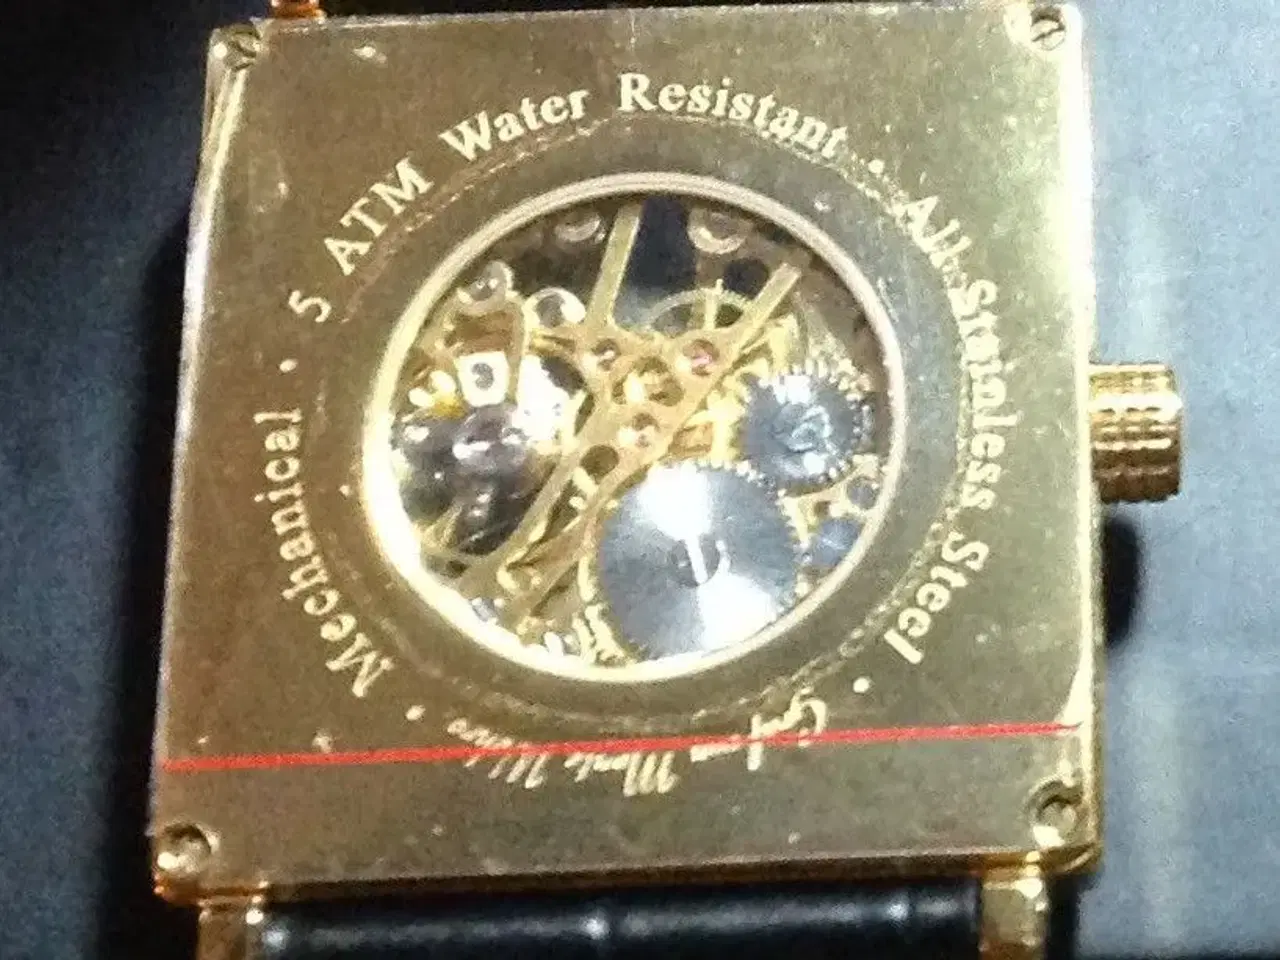 Mechanical · 5 ATM Water Resistant · All Stainless Steel ·